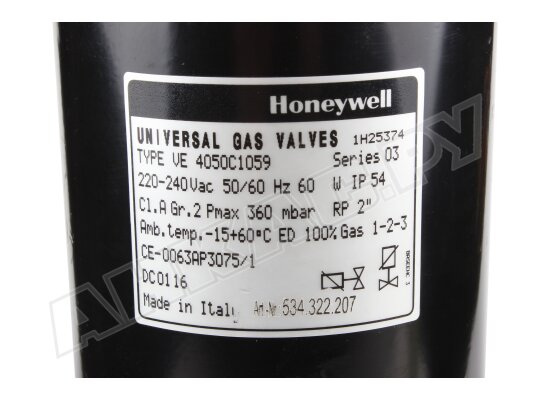 Honeywell
UNIVERSAL GAS VALVES 1H25374
TYPE VE 4050C1059 Series 03
220-240Vac 50/60 Hz 60 W IP 54
Cl.A Gr.2 Pmax 360 mbar RP 2"
Amb.temp.-15+60°C ED 100% Gas 1-2-3
CE-0063AP3075/1
DC0116
Made in Italy Art-Nr 534.322.207